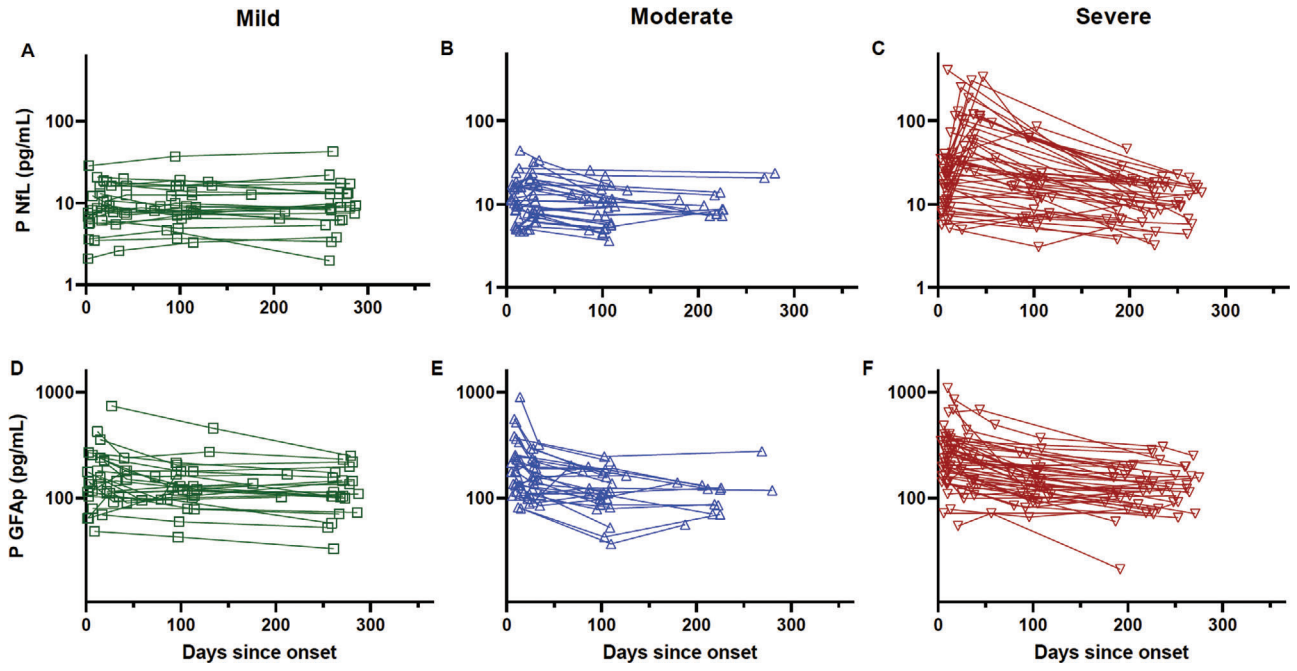 Mild Moderate Severe
A B C
P NfL (pg/mL)
100 100 100
10 10 10
1 1 1
0 100 200 300 0 100 200 300 0 100 200 300
D E F
P GFAp (pg/mL)
1000 1000 1000
100 100 100
0 100 200 300 0 100 200 300 0 100 200 300
Days since onset Days since onset Days since onset